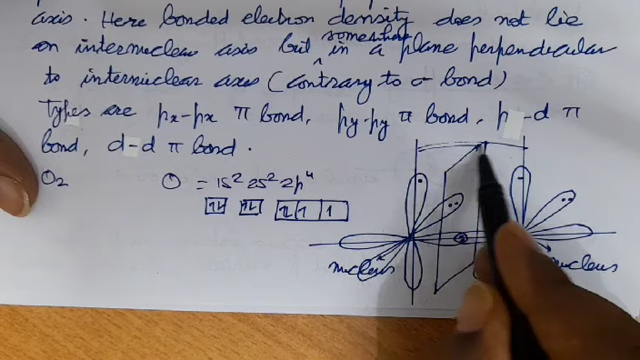 axis. Here bonded electron density does not lie
on internuclear axis but somewhere in a plane perpendicular
to internuclear axis (contrary to σ bond)
Types are px-px π bond, py-py π bond, p-d π
bond, d-d π bond.
O2 O = 1s² 2s² 2p⁴
nucleus nucleus